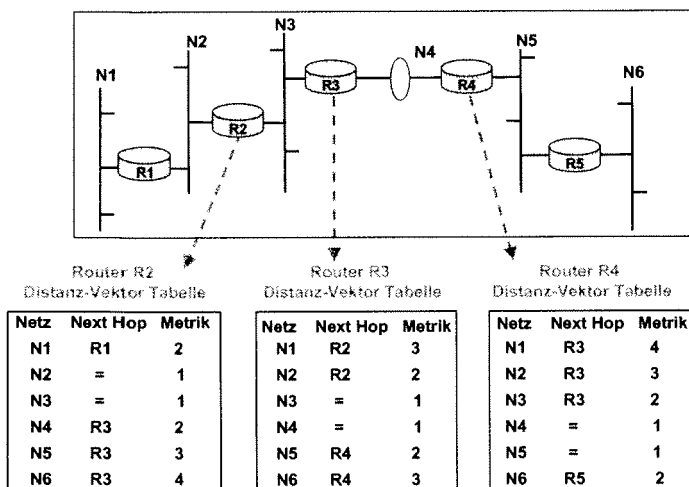 N3
N2
N4
N5
N1
N6
R3
R4
R2
R1
R5
Router R2
Distanz-Vektor Tabelle
Netz Next Hop Metrik
N1 R1 2
N2 = 1
N3 = 1
N4 R3 2
N5 R3 3
N6 R3 4
Router R3
Distanz-Vektor Tabelle
Netz Next Hop Metrik
N1 R2 3
N2 R2 2
N3 = 1
N4 = 1
N5 R4 2
N6 R4 3
Router R4
Distanz-Vektor Tabelle
Netz Next Hop Metrik
N1 R3 4
N2 R3 3
N3 R3 2
N4 = 1
N5 = 1
N6 R5 2